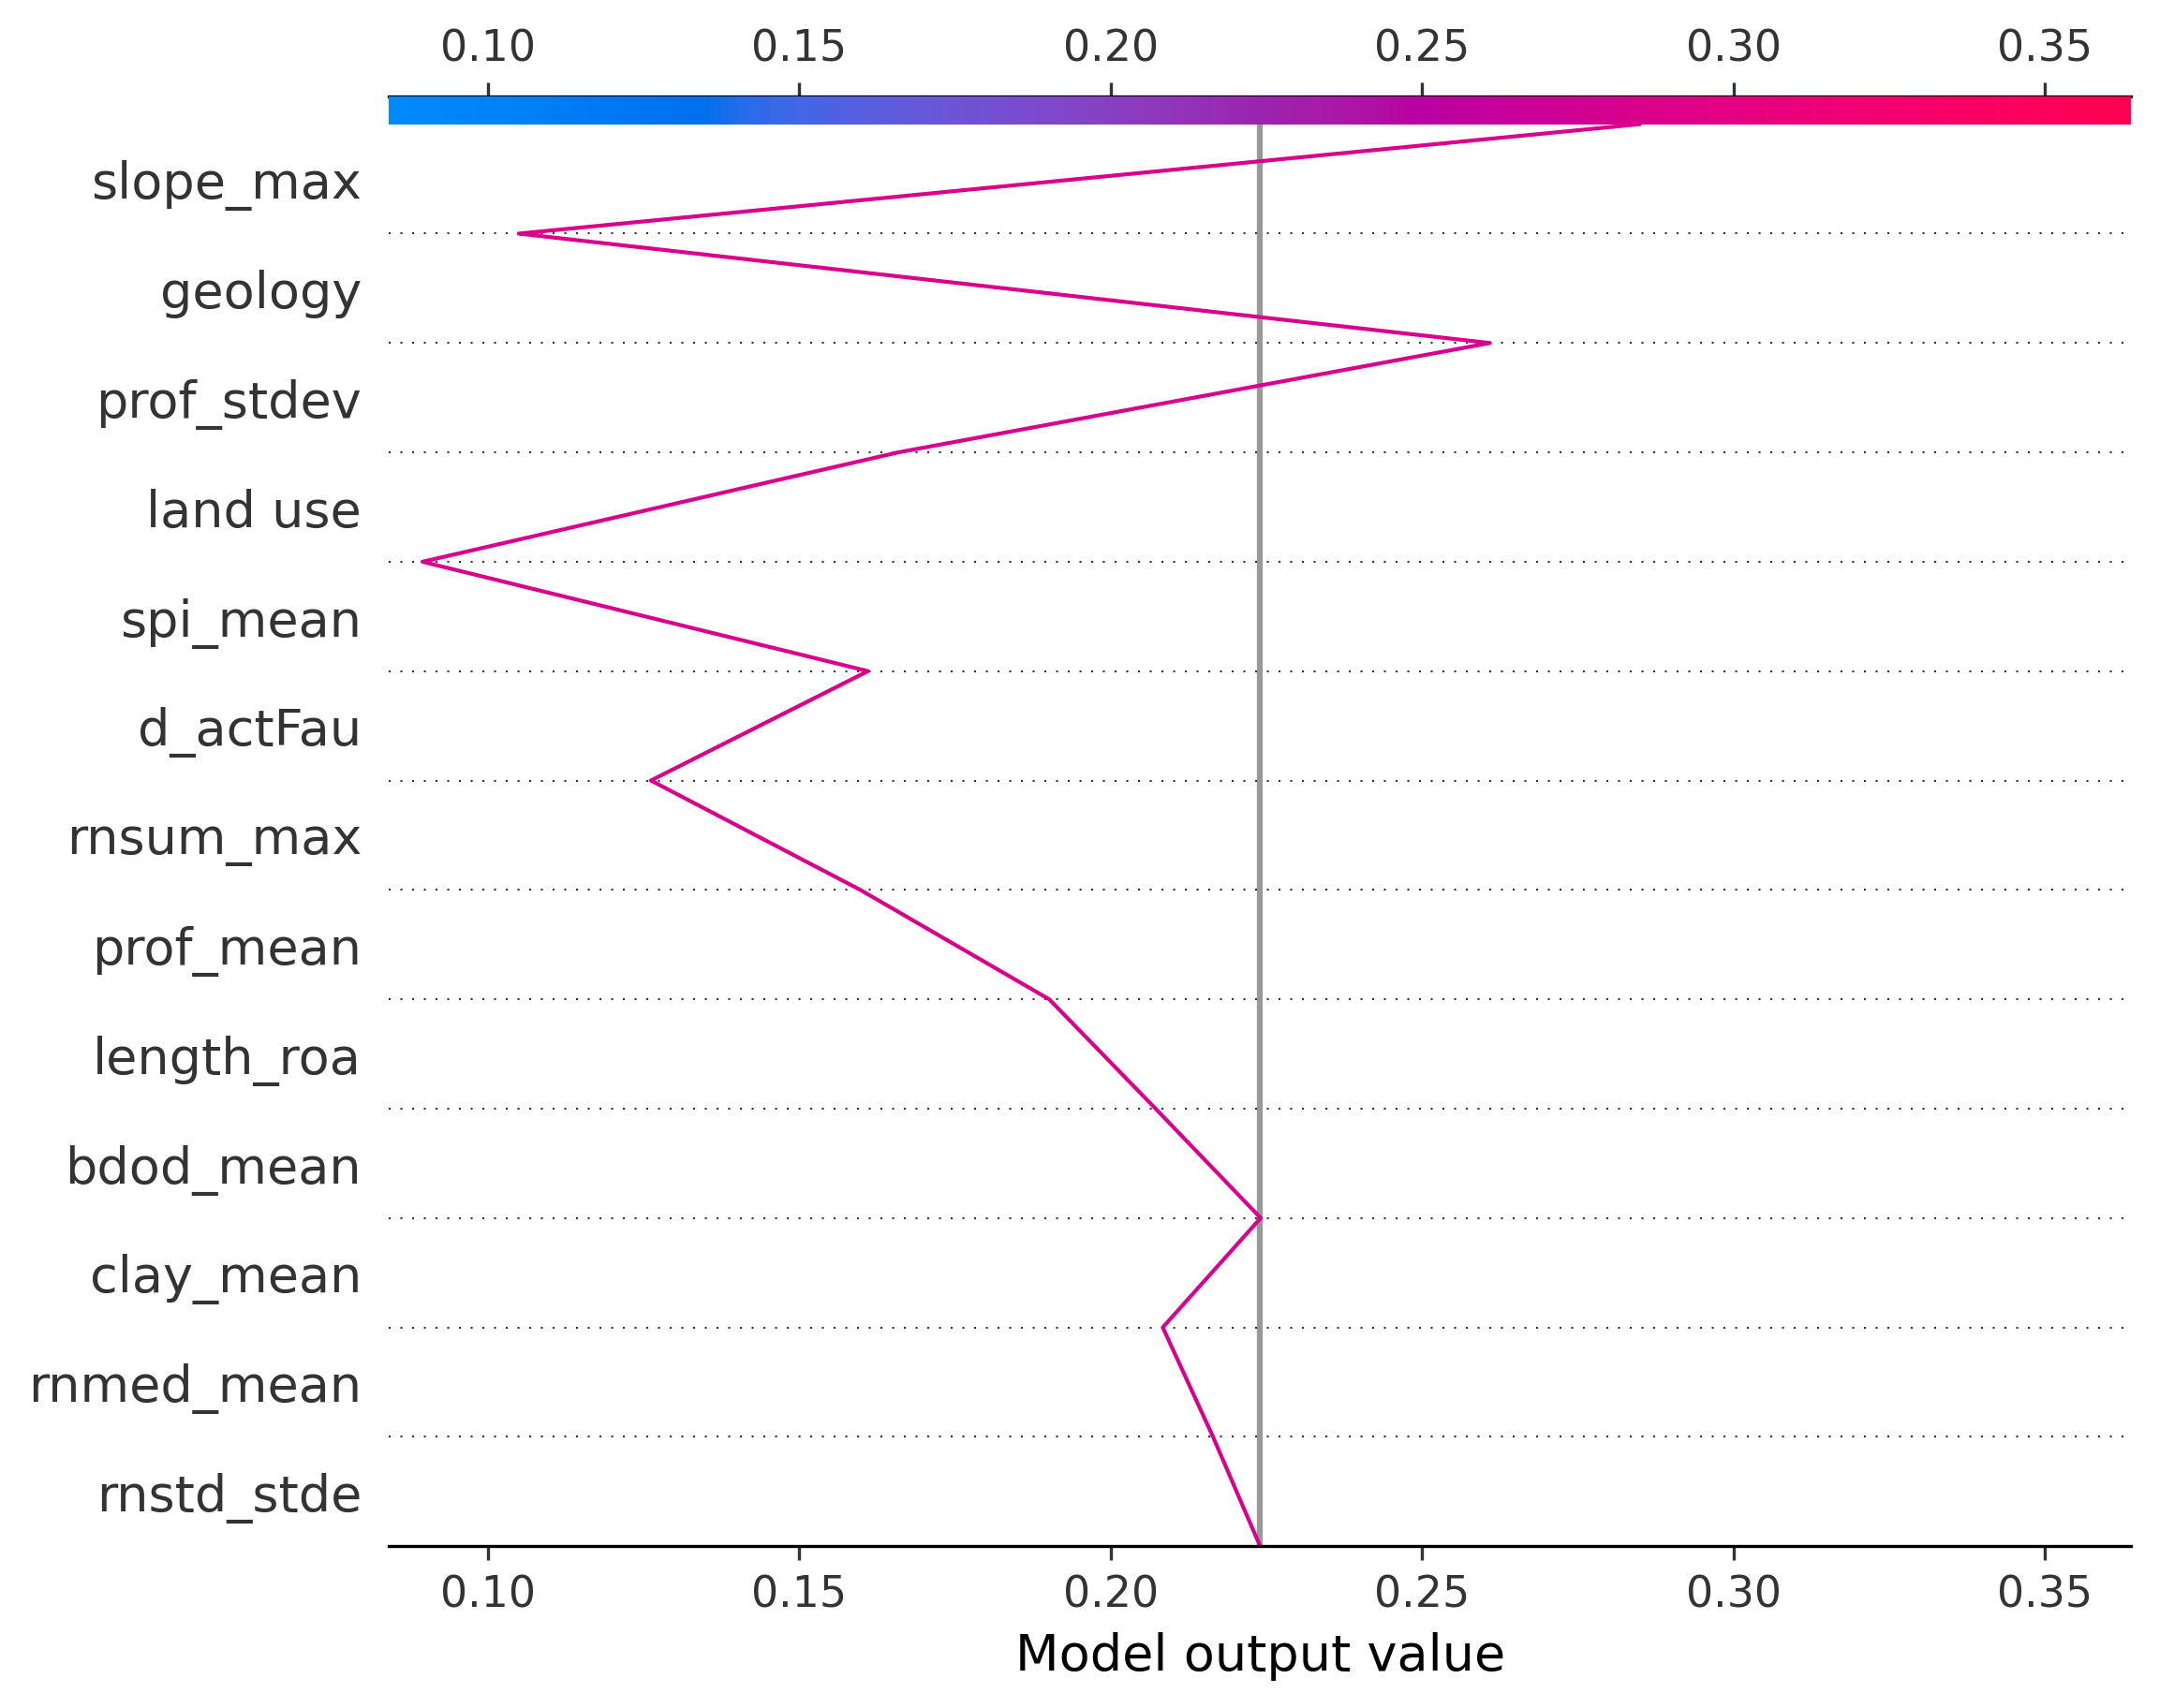 0.10 0.15 0.20 0.25 0.30 0.35
slope_max
geology
prof_stdev
land use
spi_mean
d_actFau
rnsum_max
prof_mean
length_roa
bdod_mean
clay_mean
rnmed_mean
rnstd_stde
0.10 0.15 0.20 0.25 0.30 0.35
Model output value